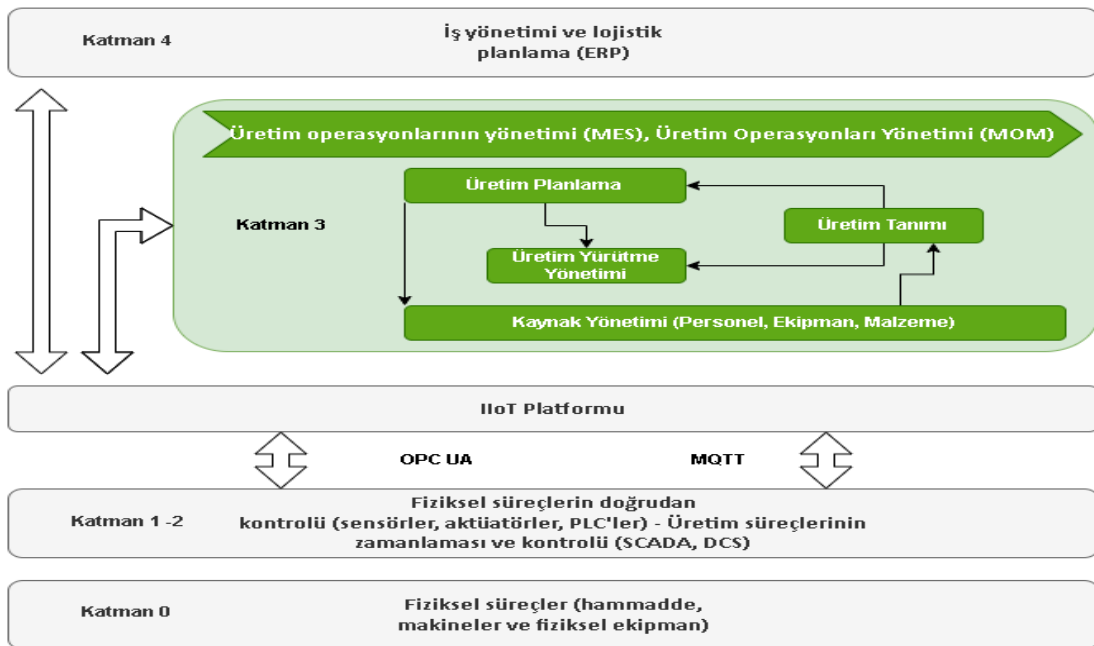 Katman 4
İş yönetimi ve lojistik
planlama (ERP)
Üretim operasyonlarının yönetimi (MES), Üretim Operasyonları Yönetimi (MOM)
Üretim Planlama
Katman 3
Üretim Tanımı
Üretim Yürütme
Yönetimi
Kaynak Yönetimi (Personel, Ekipman, Malzeme)
IIoT Platformu
OPC UA
MQTT
Katman 1 -2
Fiziksel süreçlerin doğrudan
kontrolü (sensörler, aktüatörler, PLC'ler) - Üretim süreçlerinin
zamanlaması ve kontrolü (SCADA, DCS)
Katman 0
Fiziksel süreçler (hammadde,
makineler ve fiziksel ekipman)